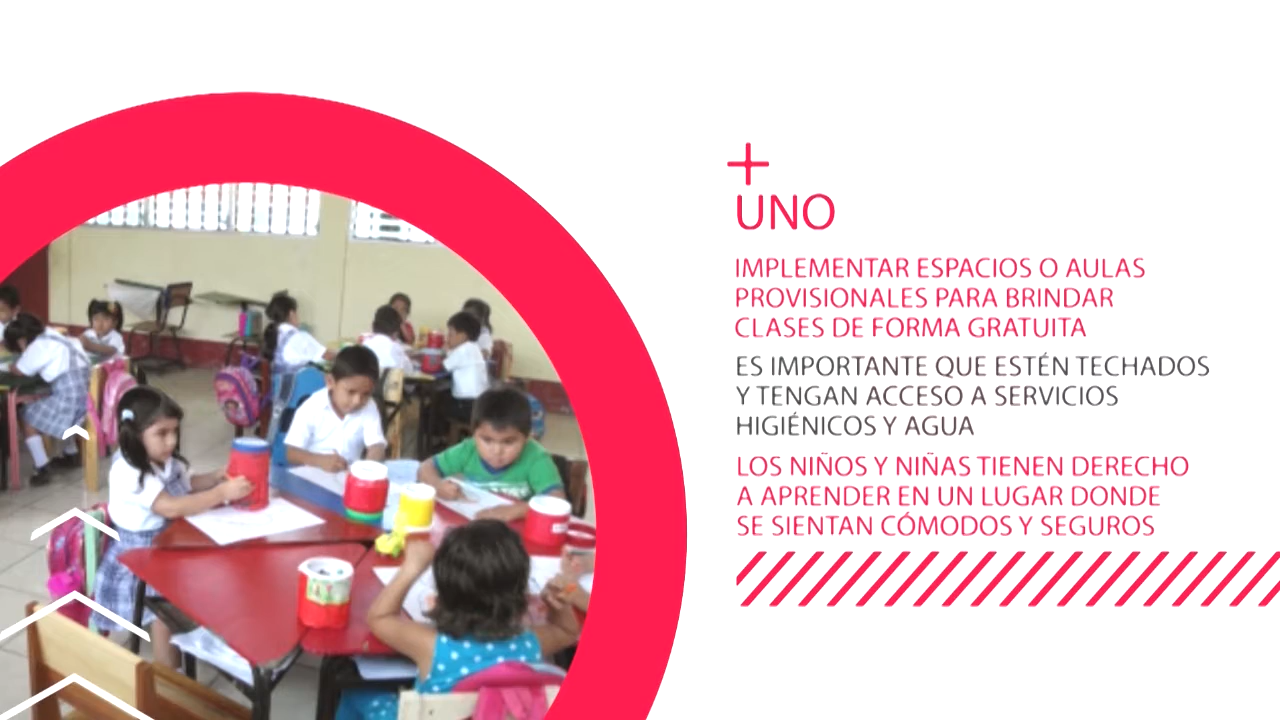 UNO
IMPLEMENTAR ESPACIOS O AULAS
PROVISIONALES PARA BRINDAR
CLASES DE FORMA GRATUITA
ES IMPORTANTE QUE ESTÉN TECHADOS
Y TENGAN ACCESO A SERVICIOS
HIGIÉNICOS Y AGUA
LOS NIÑOS Y NIÑAS TIENEN DERECHO
A APRENDER EN UN LUGAR DONDE
SE SIENTAN CÓMODOS Y SEGUROS